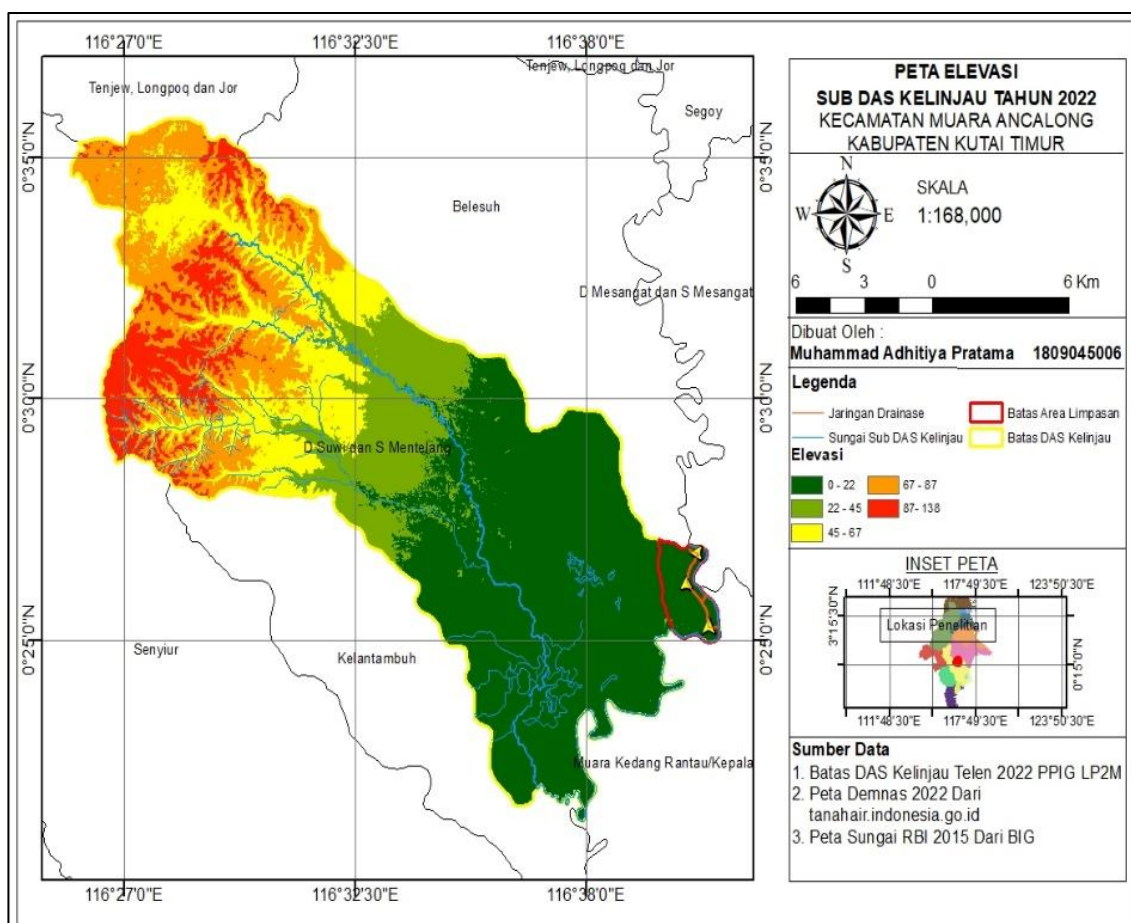 116°27'0"E
116°32'30"E
116°38'0"E
Tenjew, Longpoq dan Jor
Tenjew, Longpoq dan Jor
Segoy
0°35'0"N
0°35'0"N
Belesuh
D Mesangat dan S Mesangat
0°30'0"N
0°30'0"N
D Suwi dan S Mentelang
0°25'0"N
0°25'0"N
Senyiur
Kelantambuh
Muara Kedang Rantau/Kepala
116°27'0"E
116°32'30"E
116°38'0"E
PETA ELEVASI
SUB DAS KELINJAU TAHUN 2022
KECAMATAN MUARA ANCALONG
KABUPATEN KUTAI TIMUR
N
W
E
S
SKALA
1:168,000
6 3 0 6 Km
Dibuat Oleh :
Muhammad Adhitiya Pratama 1809045006
Legenda
Jaringan Drainase
Batas Area Limpasan
Sungai Sub DAS Kelinjau
Batas DAS Kelinjau
Elevasi
0 - 22
67 - 87
22 - 45
87- 138
45 - 67
INSET PETA
111°48'30"E 117°49'30"E 123°50'30"E
3°15'30"N
Lokasi Penelitian
0°15'0"N
111°48'30"E 117°49'30"E 123°50'30"E
Sumber Data
1. Batas DAS Kelinjau Telen 2022 PPIG LP2M
2. Peta Demnas 2022 Dari
tanahair.indonesia.go.id
3. Peta Sungai RBI 2015 Dari BIG